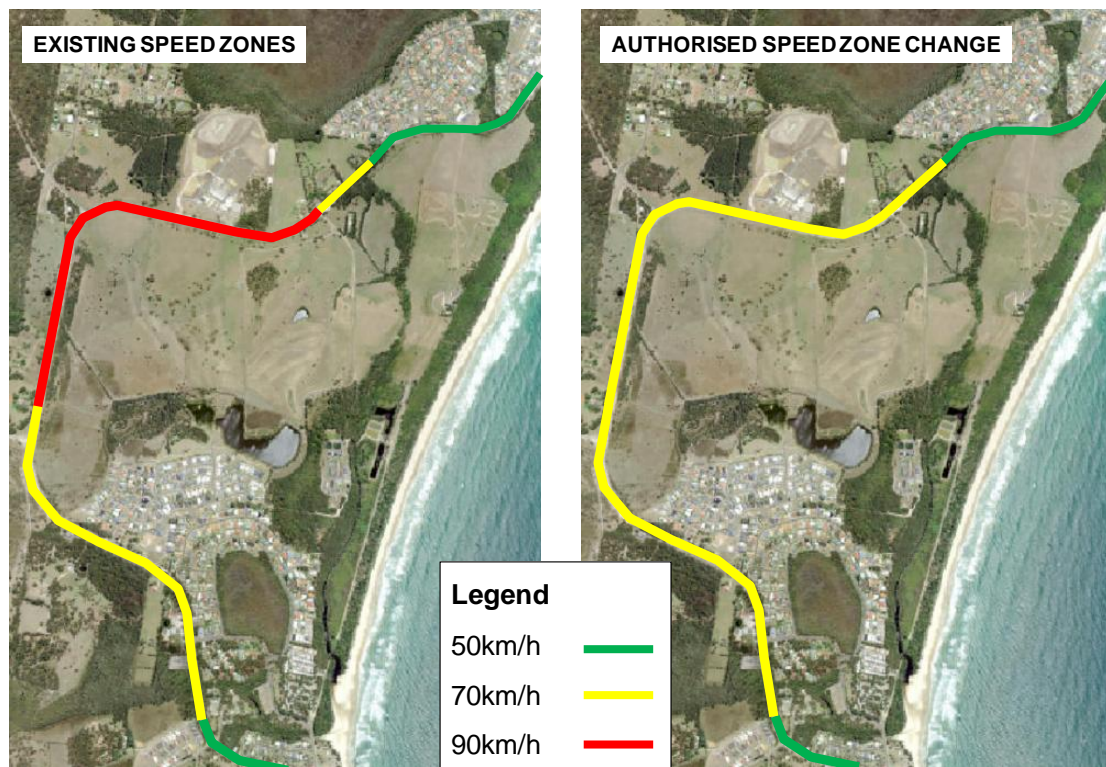 EXISTING SPEED ZONES
AUTHORISED SPEED ZONE CHANGE
Legend
50km/h
70km/h
90km/h